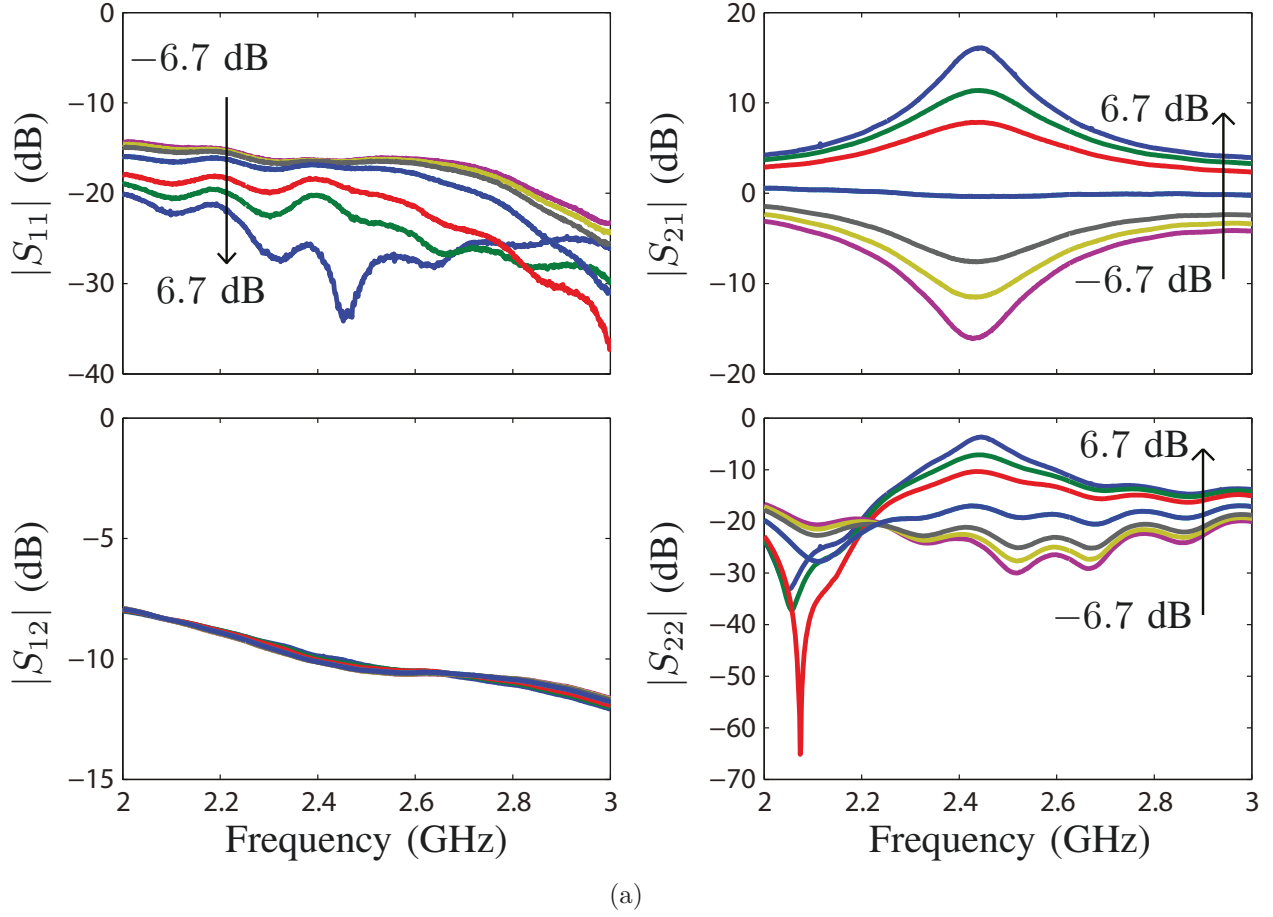 0
−10
−20
−30
−40
|S11| (dB)
−6.7 dB
6.7 dB
20
10
0
−10
−20
|S21| (dB)
6.7 dB
−6.7 dB
0
−5
−10
−15
|S12| (dB)
2
2.2
2.4
2.6
2.8
3
Frequency (GHz)
0
−10
−20
−30
−40
−50
−60
−70
|S22| (dB)
6.7 dB
−6.7 dB
2
2.2
2.4
2.6
2.8
3
Frequency (GHz)
(a)